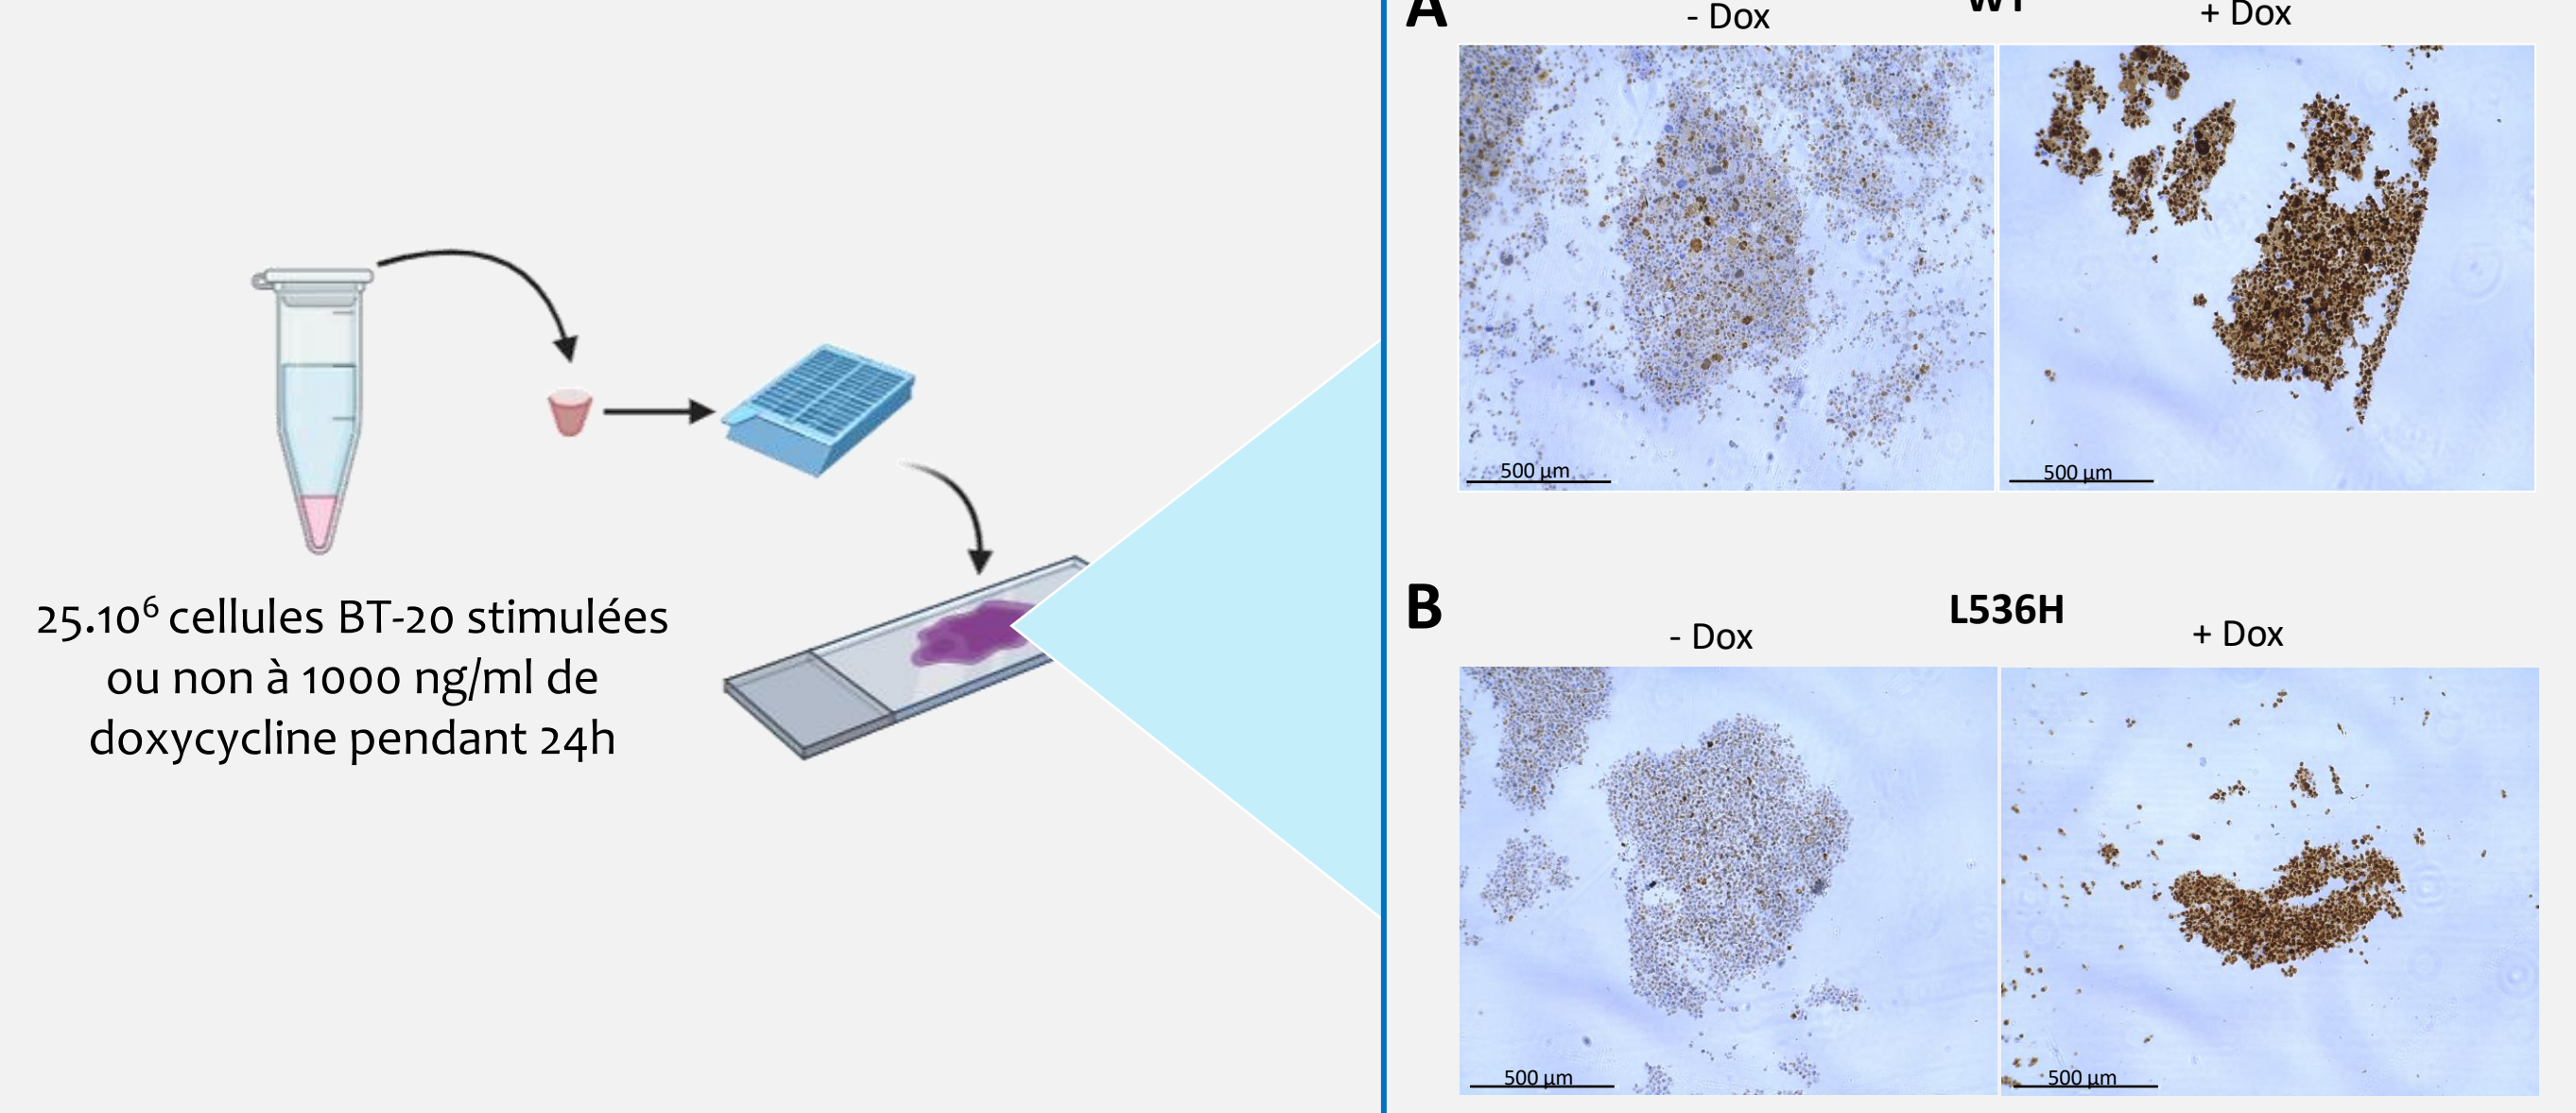 25.10⁶ cellules BT-20 stimulées
ou non à 1000 ng/ml de
doxycycline pendant 24h
A
WT
- Dox
+ Dox
500 µm
500 µm
B
L536H
- Dox
+ Dox
500 µm
500 µm